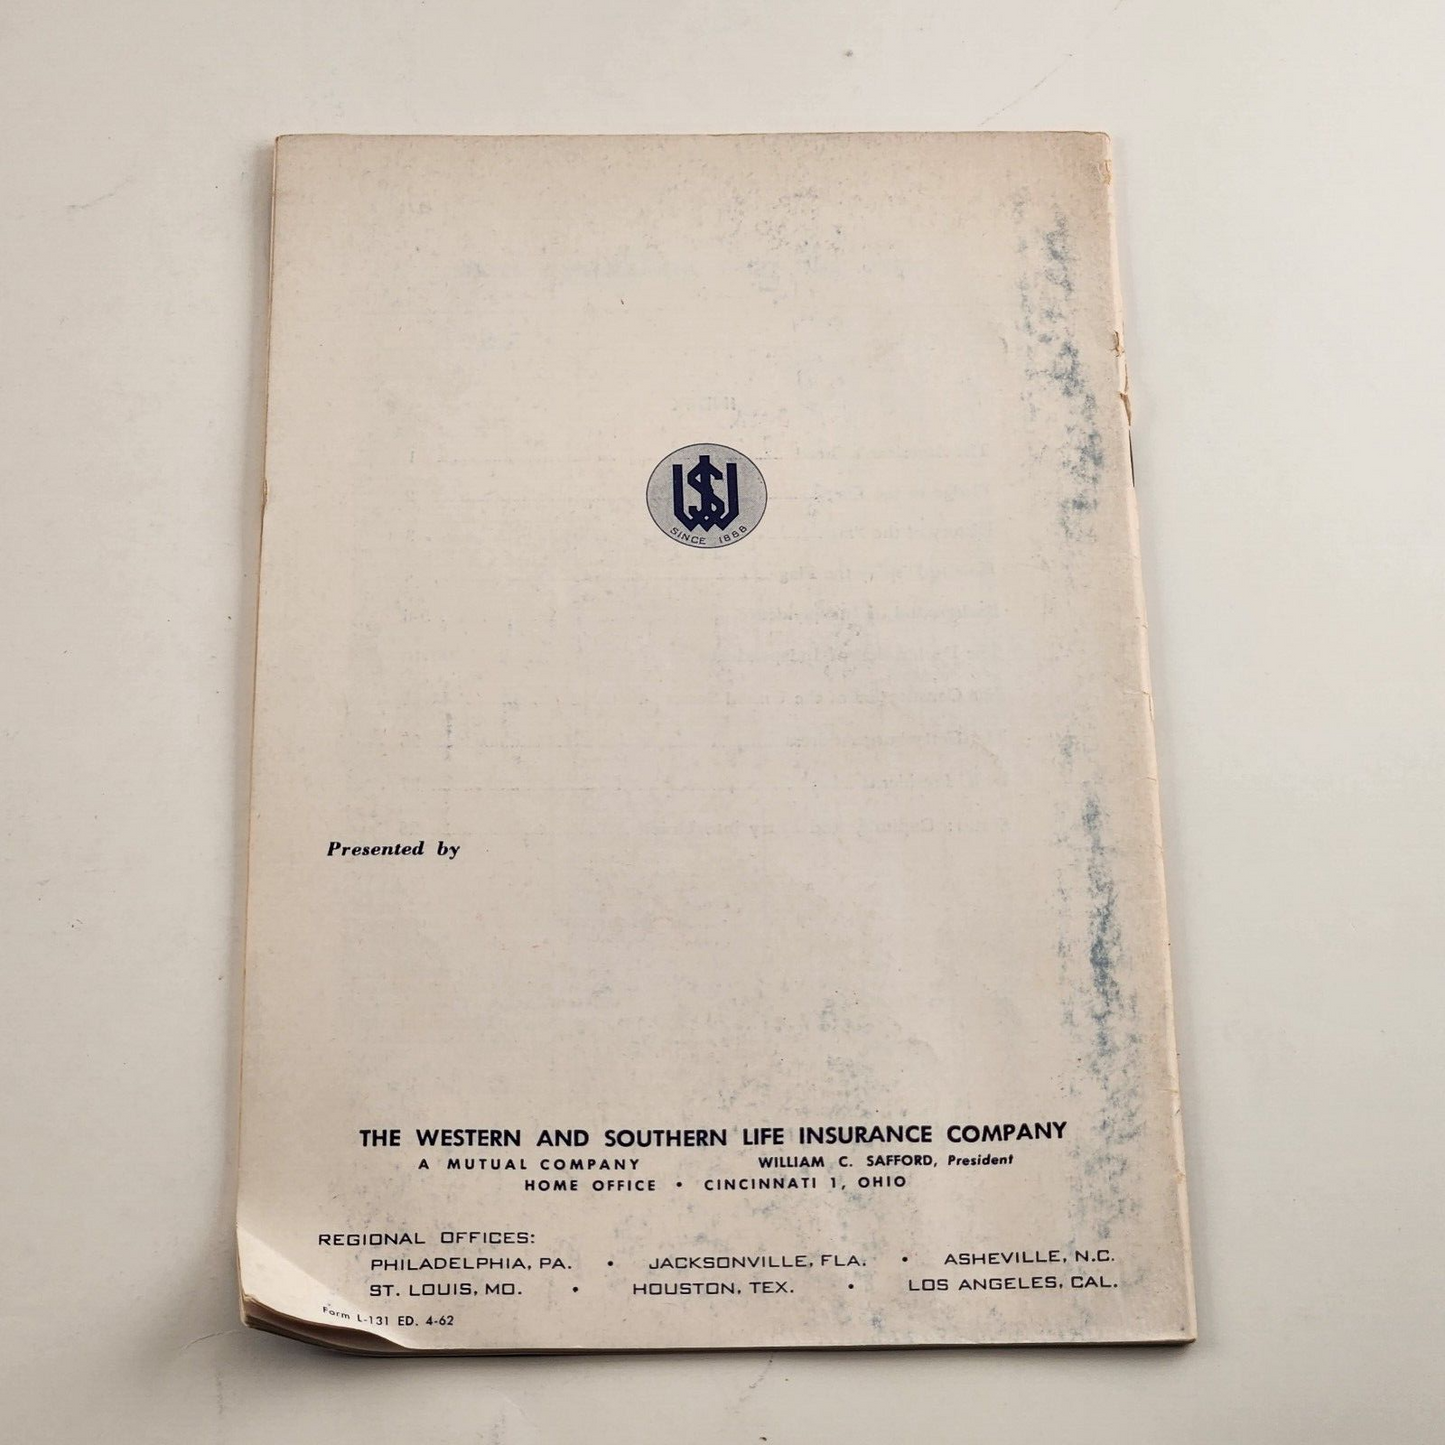 WS
SINCE 1888
Presented by
THE WESTERN AND SOUTHERN LIFE INSURANCE COMPANY
A MUTUAL COMPANY WILLIAM C. SAFFORD, President
HOME OFFICE • CINCINNATI 1, OHIO
REGIONAL OFFICES:
PHILADELPHIA, PA. • JACKSONVILLE, FLA. • ASHEVILLE, N.C.
ST. LOUIS, MO. • HOUSTON, TEX. • LOS ANGELES, CAL.
Form L-131 ED. 4-62